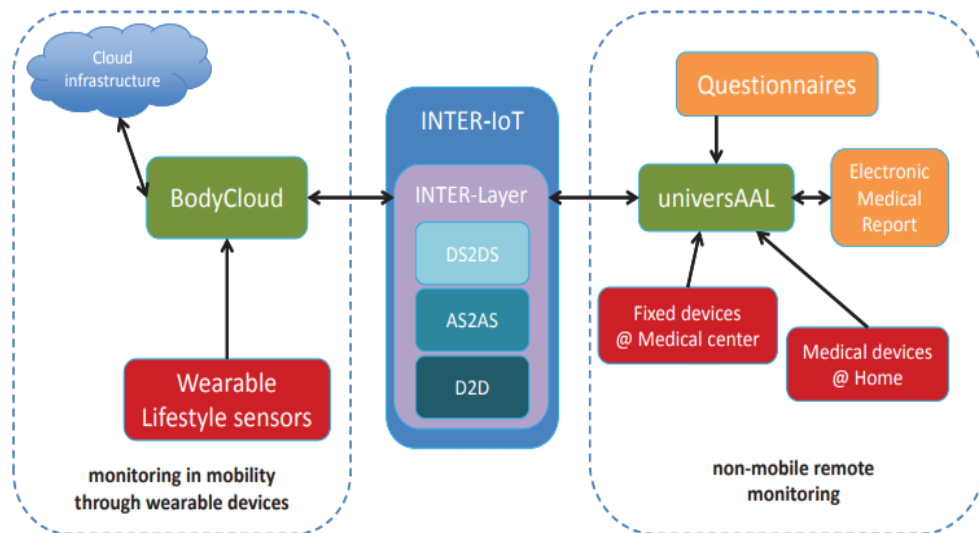 Cloud
infrastructure
BodyCloud
Wearable
Lifestyle sensors
monitoring in mobility
through wearable devices
INTER-IoT
INTER-Layer
DS2DS
AS2AS
D2D
Questionnaires
universAAL
Electronic
Medical
Report
Fixed devices
@ Medical center
Medical devices
@ Home
non-mobile remote
monitoring